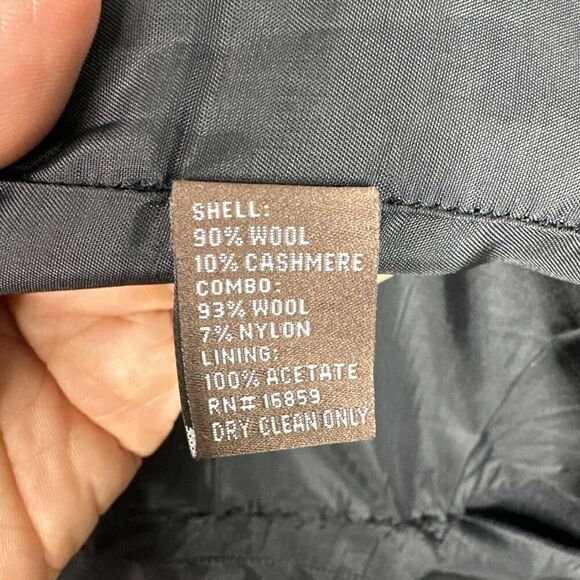 SHELL:
90% WOOL
10% CASHMERE
COMBO:
93% WOOL
7% NYLON
LINING:
100% ACETATE
RN# 16859
DRY CLEAN ONLY